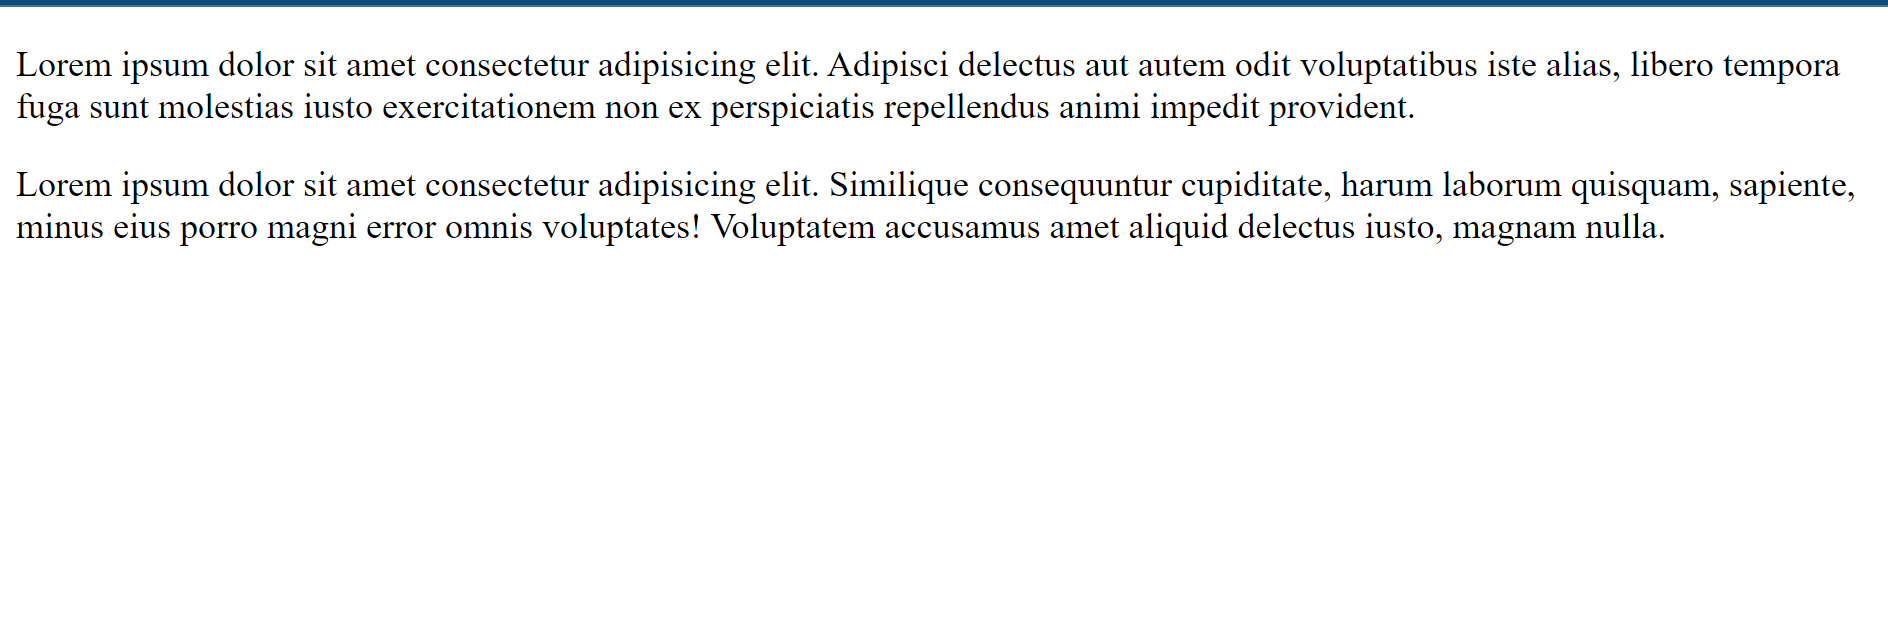 Lorem ipsum dolor sit amet consectetur adipisicing elit. Adipisci delectus aut autem odit voluptatibus iste alias, libero tempora
fuga sunt molestias iusto exercitationem non ex perspiciatis repellendus animi impedit provident.
Lorem ipsum dolor sit amet consectetur adipisicing elit. Similique consequuntur cupiditate, harum laborum quisquam, sapiente,
minus eius porro magni error omnis voluptates! Voluptatem accusamus amet aliquid delectus iusto, magnam nulla.